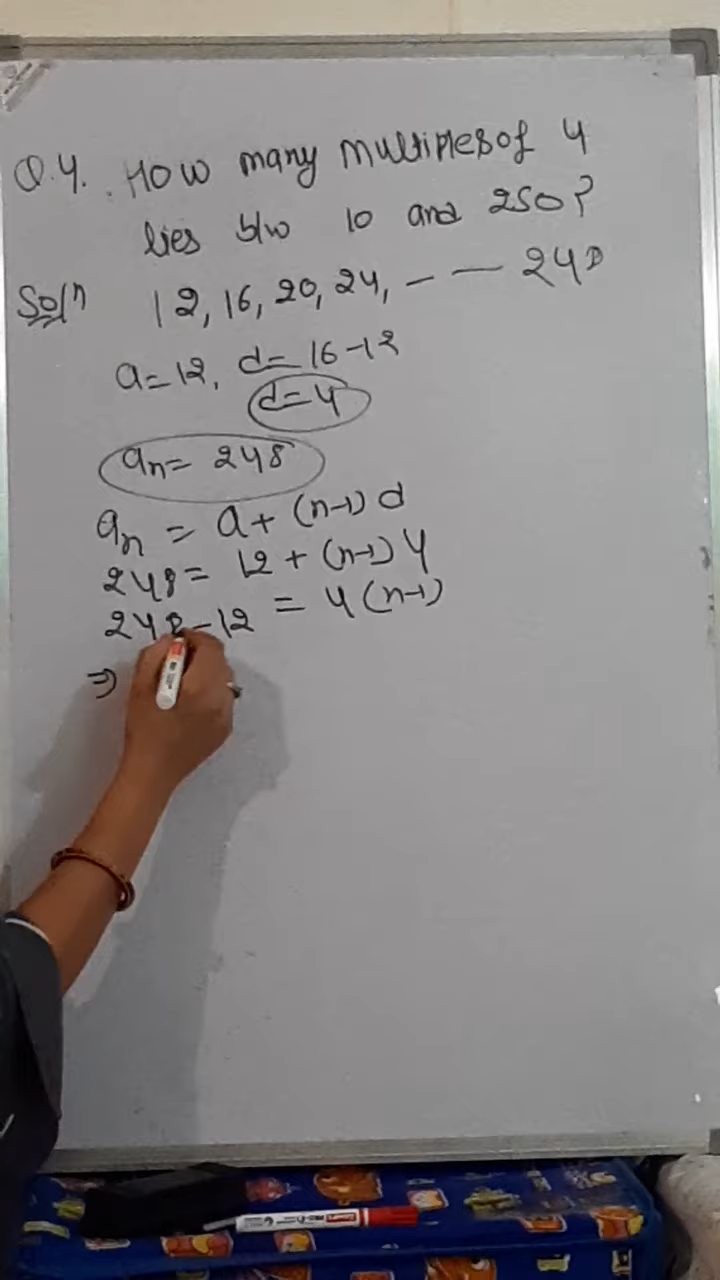 Q.4. How many multiples of 4
lies b/w 10 and 250?
Soln 12, 16, 20, 24, - — 248
a=12, d=16-12
d=4
an= 248
an = a+(n-1)d
248= 12+(n-1)4
248-12 = 4(n-1)
⇒